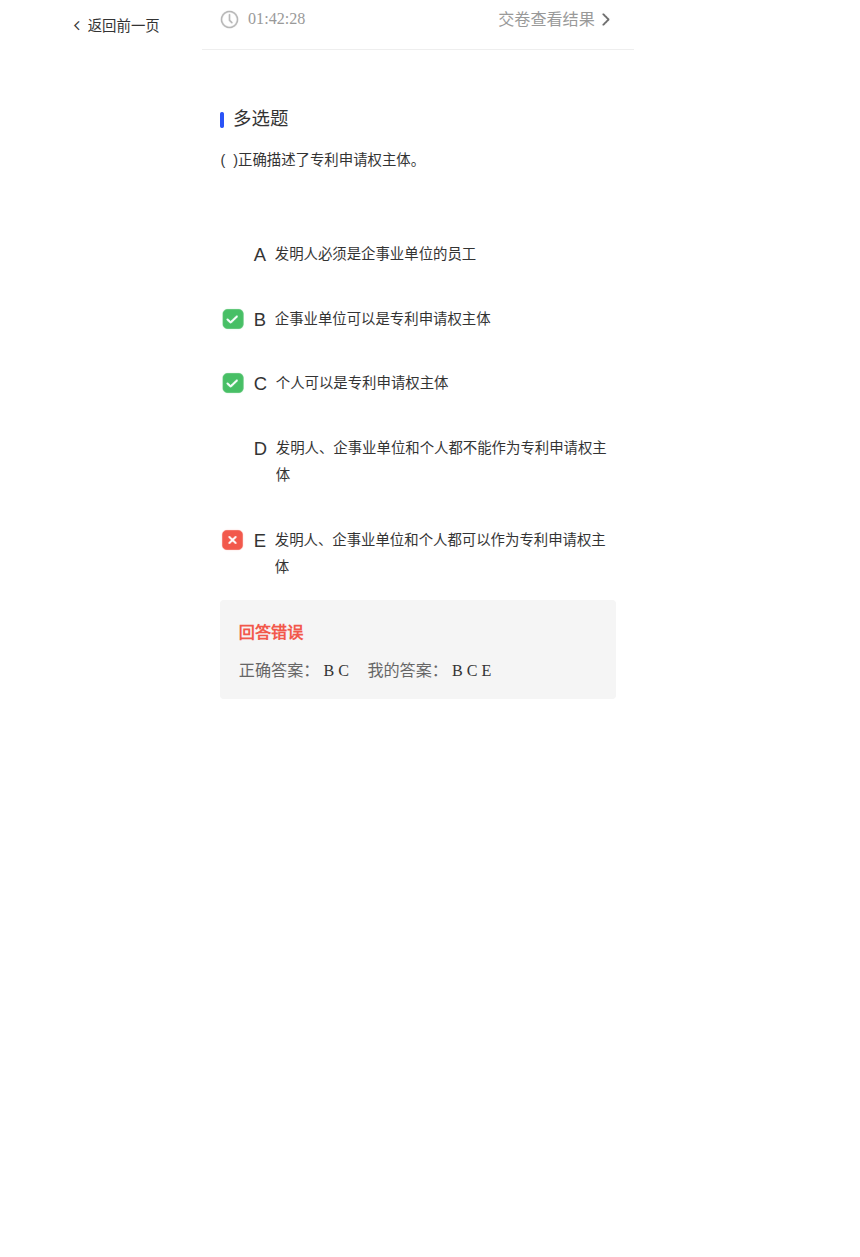 返回前一页
01:42:28
交卷查看结果
多选题
( )正确描述了专利申请权主体。
A 发明人必须是企事业单位的员工
B 企事业单位可以是专利申请权主体
C 个人可以是专利申请权主体
D 发明人、企事业单位和个人都不能作为专利申请权主
体
E 发明人、企事业单位和个人都可以作为专利申请权主
体
回答错误
正确答案： B C 我的答案： B C E